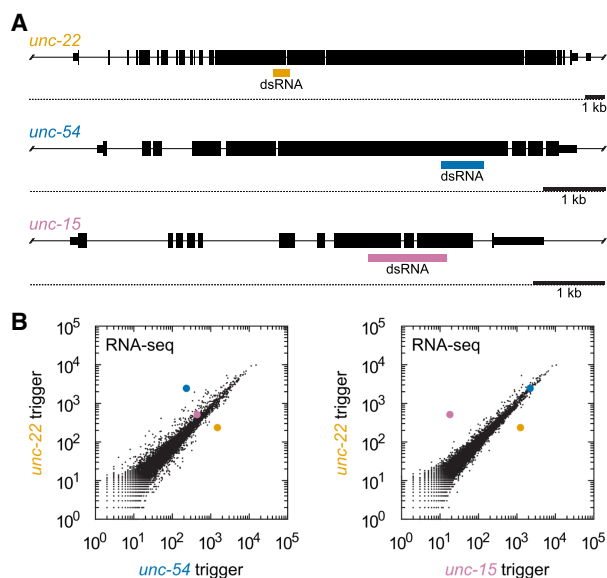 A
unc-22
dsRNA
1 kb
unc-54
dsRNA
1 kb
unc-15
dsRNA
1 kb
B
RNA-seq
10^5
10^4
10^3
10^2
10^1
10^0
unc-22 trigger
10^0 10^1 10^2 10^3 10^4 10^5
unc-54 trigger
RNA-seq
10^5
10^4
10^3
10^2
10^1
10^0
unc-22 trigger
10^0 10^1 10^2 10^3 10^4 10^5
unc-15 trigger